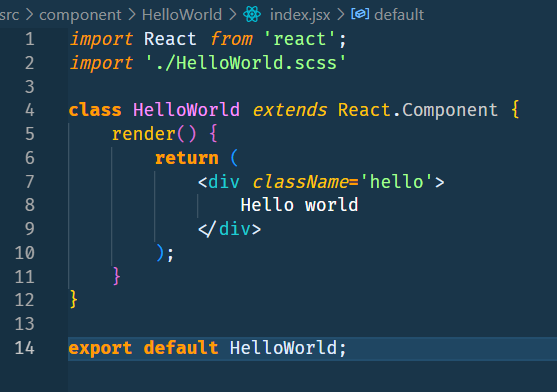 src > component > HelloWorld > index.jsx > default
1 import React from 'react';
2 import './HelloWorld.scss'
3
4 class HelloWorld extends React.Component {
5     render() {
6         return (
7             <div className='hello'>
8                 Hello world
9             </div>
10         );
11     }
12 }
13
14 export default HelloWorld;